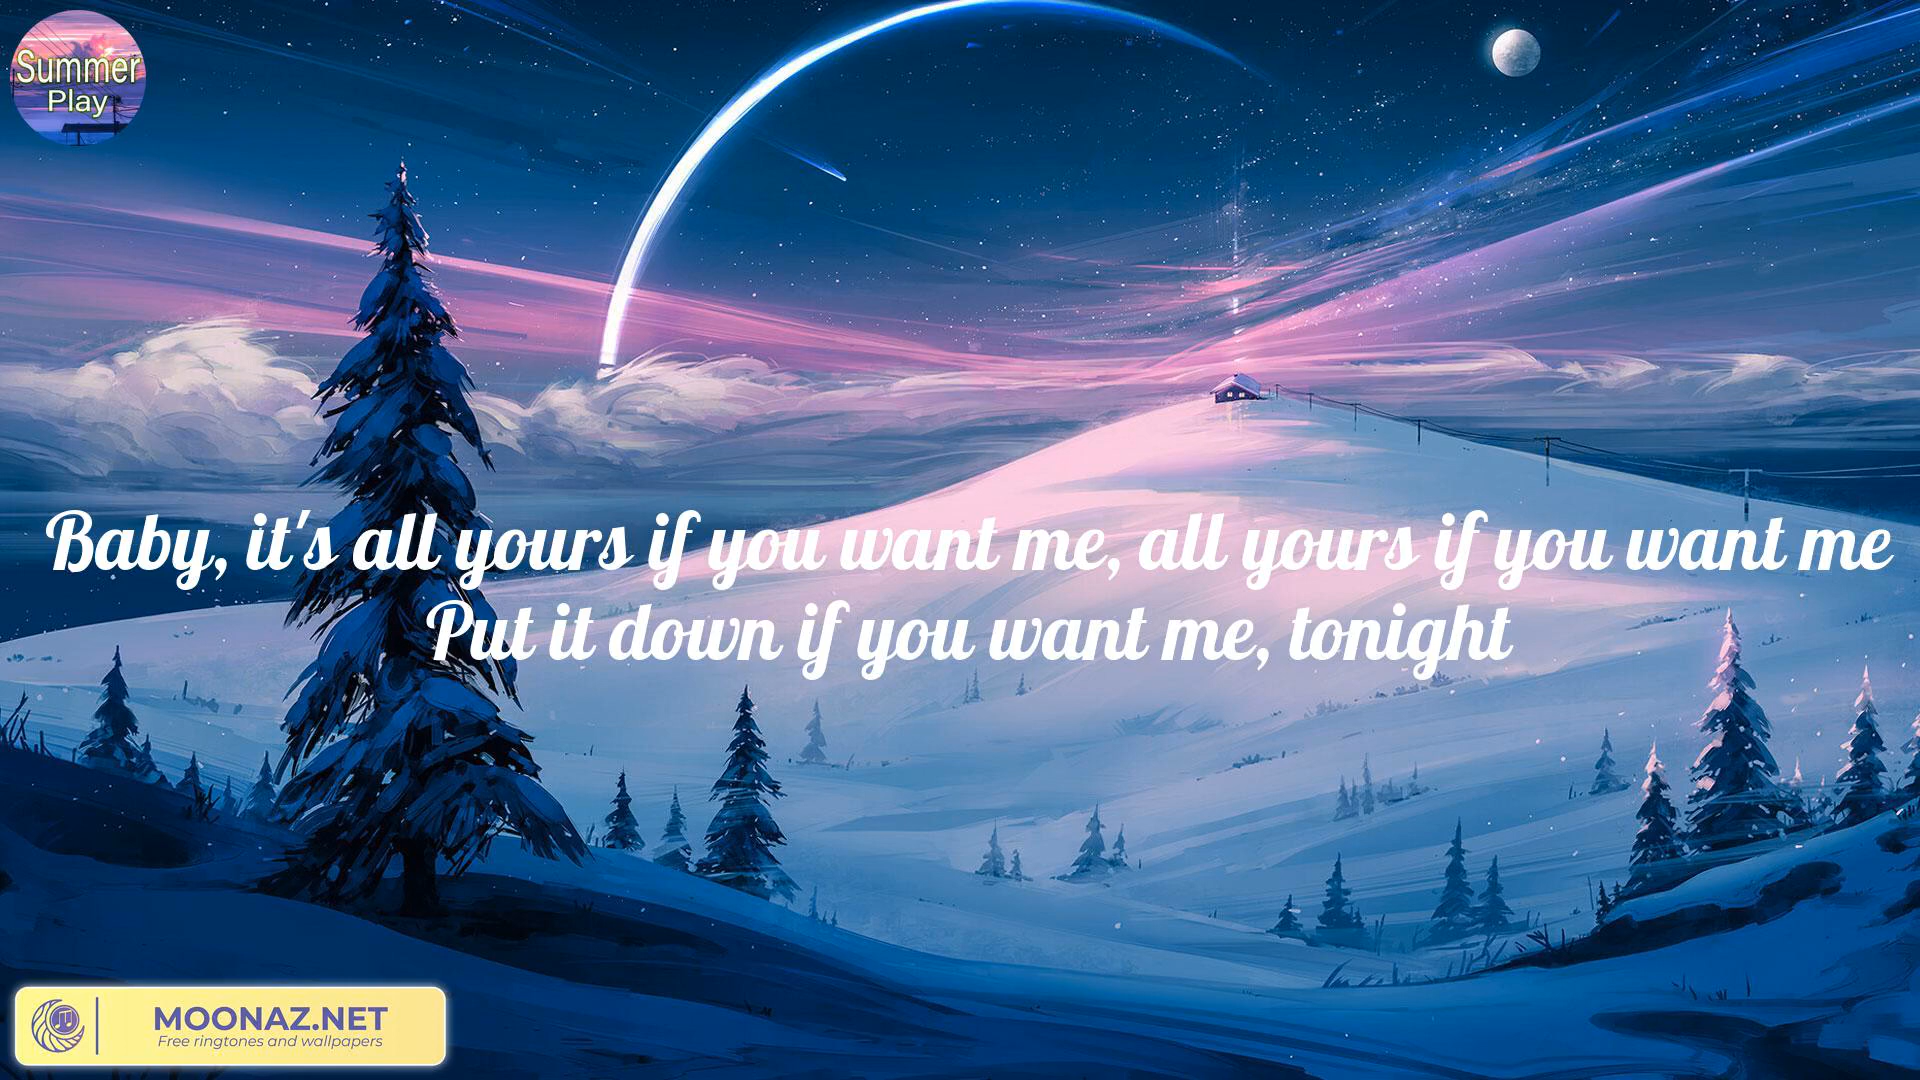 Summer
Play
Baby, it's all yours if you want me, all yours if you want me
Put it down if you want me, tonight
MOONAZ.NET
Free ringtones and wallpapers